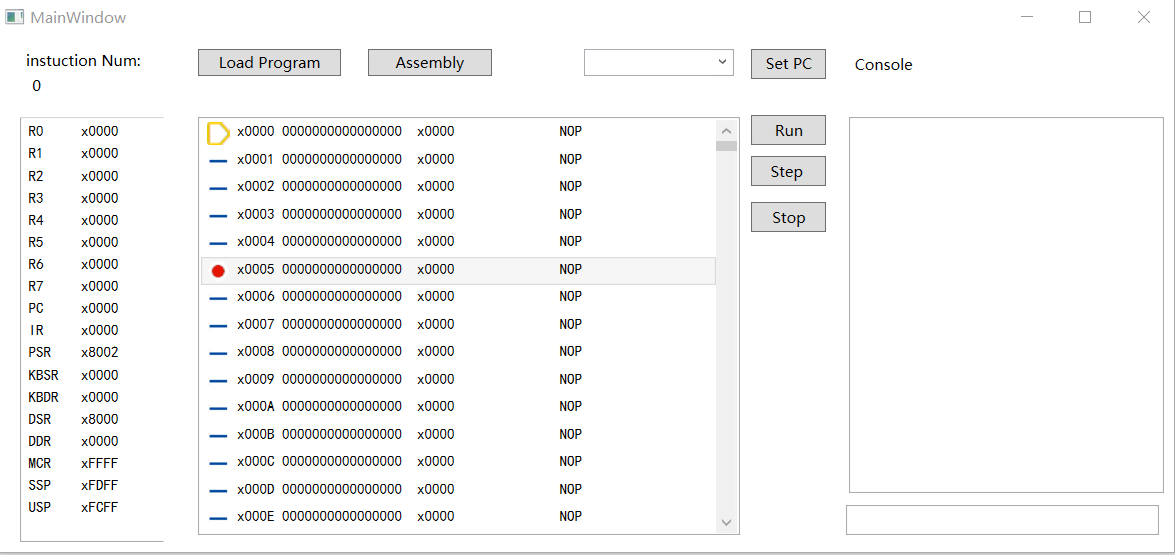 MainWindow
instuction Num:
0
Load Program
Assembly
Set PC
Console
R0 x0000
R1 x0000
R2 x0000
R3 x0000
R4 x0000
R5 x0000
R6 x0000
R7 x0000
PC x0000
IR x0000
PSR x8002
KBSR x0000
KBDR x0000
DSR x8000
DDR x0000
MCR xFFFF
SSP xFDFF
USP xFCFF
x0000 0000000000000000 x0000 NOP
x0001 0000000000000000 x0000 NOP
x0002 0000000000000000 x0000 NOP
x0003 0000000000000000 x0000 NOP
x0004 0000000000000000 x0000 NOP
x0005 0000000000000000 x0000 NOP
x0006 0000000000000000 x0000 NOP
x0007 0000000000000000 x0000 NOP
x0008 0000000000000000 x0000 NOP
x0009 0000000000000000 x0000 NOP
x000A 0000000000000000 x0000 NOP
x000B 0000000000000000 x0000 NOP
x000C 0000000000000000 x0000 NOP
x000D 0000000000000000 x0000 NOP
x000E 0000000000000000 x0000 NOP
Run
Step
Stop